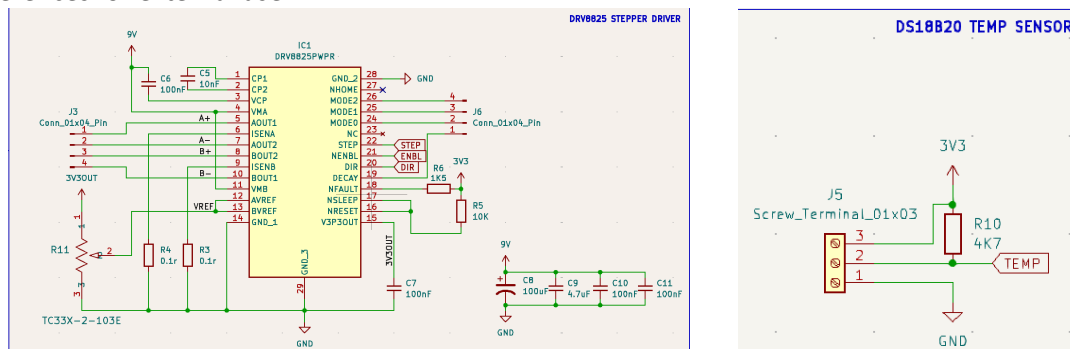 DRV8825 STEPPER DRIVER
9V
IC1
DRV8825PWPR
C6
100nF
C5
10nF
1 CP1
2 CP2
3 VCP
4 VMA
5 AOUT1
6 ISENA
7 AOUT2
8 BOUT2
9 ISENB
10 BOUT1
11 VMB
12 AVREF
13 BVREF
14 GND_1
GND_2 28
NHOME 27
MODE2 26
MODE1 25
MODE0 24
NC 23
STEP 22
NENBL 21
DIR 20
DECAY 19
NFAULT 18
NSLEEP 17
NRESET 16
V3P3OUT 15
GND_3
29
GND
J3
Conn_01x04_Pin
1
2
3
4
A+
A-
B+
B-
3V3OUT
VREF
R11
1
2
3
TC33X-2-103E
R4
0.1r
R3
0.1r
GND
4
3
2
1
J6
Conn_01x04_Pin
STEP
ENBL
DIR
3V3
R6
1K5
R5
10K
3V3OUT
C7
100nF
9V
C8
100uF
C9
4.7uF
C10
100nF
C11
100nF
GND
DS18B20 TEMP SENSOR
3V3
J5
Screw_Terminal_01x03
3
2
1
R10
4K7
TEMP
GND